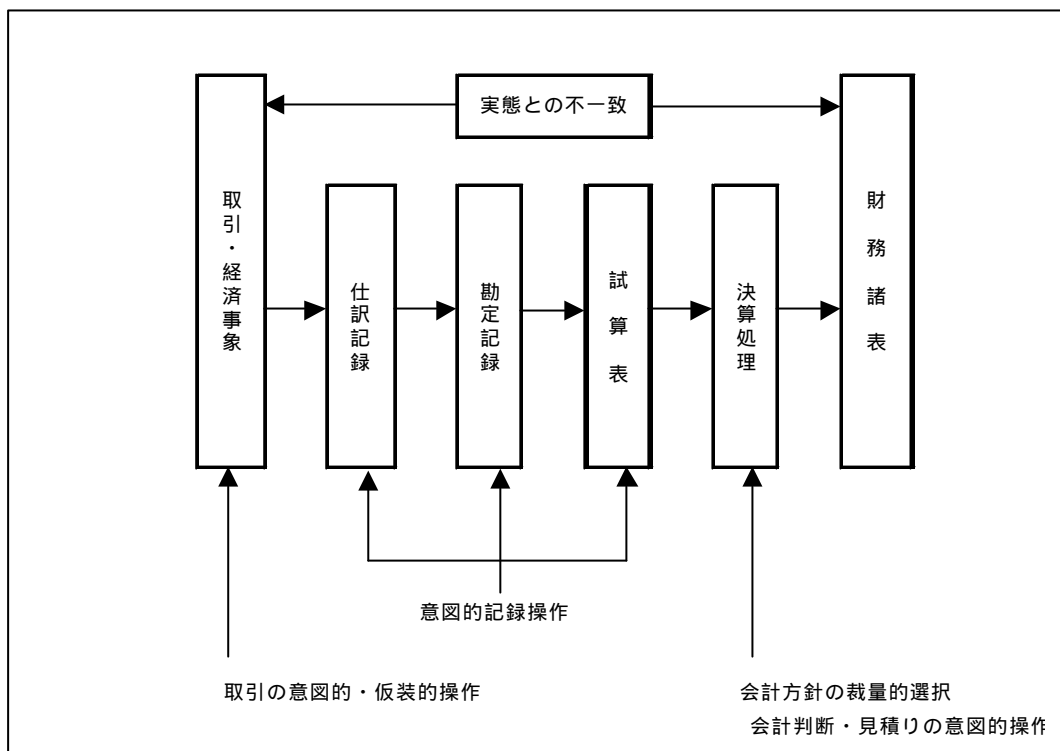 実態との不一致
取引・経済事象
仕訳記録
勘定記録
試算表
決算処理
財務諸表
意図的記録操作
取引の意図的・仮装的操作
会計方針の裁量的選択
会計判断・見積りの意図的操作